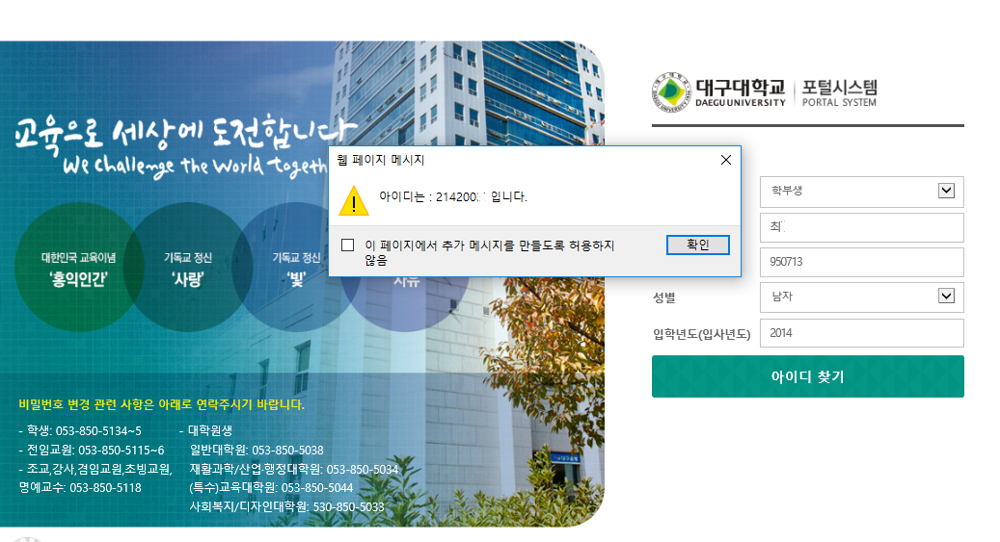 교육으로 세상에 도전합니다
We challenge the World together
대한민국 교육이념
'홍익인간'
기독교 정신
'사랑'
기독교 정신
'빛'
자유
비밀번호 변경 관련 사항은 아래로 연락주시기 바랍니다.
- 학생: 053-850-5134~5
- 전임교원: 053-850-5115~6
- 조교,강사,겸임교원,초빙교원,
명예교수: 053-850-5118
- 대학원생
일반대학원: 053-850-5038
재활과학/산업·행정대학원: 053-850-5034
(특수)교육대학원: 053-850-5044
사회복지/디자인대학원: 530-850-5033
웹 페이지 메시지
아이디는 : 214200 입니다.
이 페이지에서 추가 메시지를 만들도록 허용하지
않음
확인
대구대학교 포털시스템
DAEGU UNIVERSITY PORTAL SYSTEM
학부생
최
950713
성별 남자
입학년도(입사년도) 2014
아이디 찾기